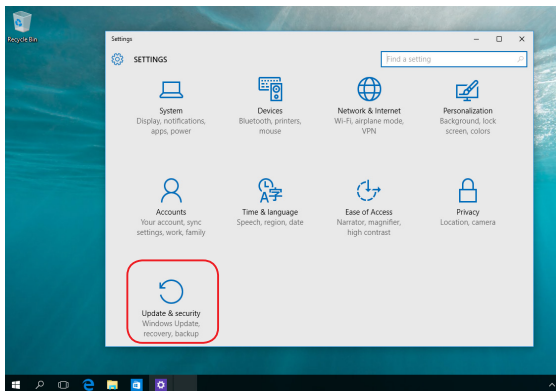 Recycle Bin
Settings
SETTINGS
Find a setting
System
Display, notifications,
apps, power
Devices
Bluetooth, printers,
mouse
Network & Internet
Wi-Fi, airplane mode,
VPN
Personalization
Background, lock
screen, colors
Accounts
Your account, sync
settings, work, family
Time & language
Speech, region, date
Ease of Access
Narrator, magnifier,
high contrast
Privacy
Location, camera
Update & security
Windows Update,
recovery, backup